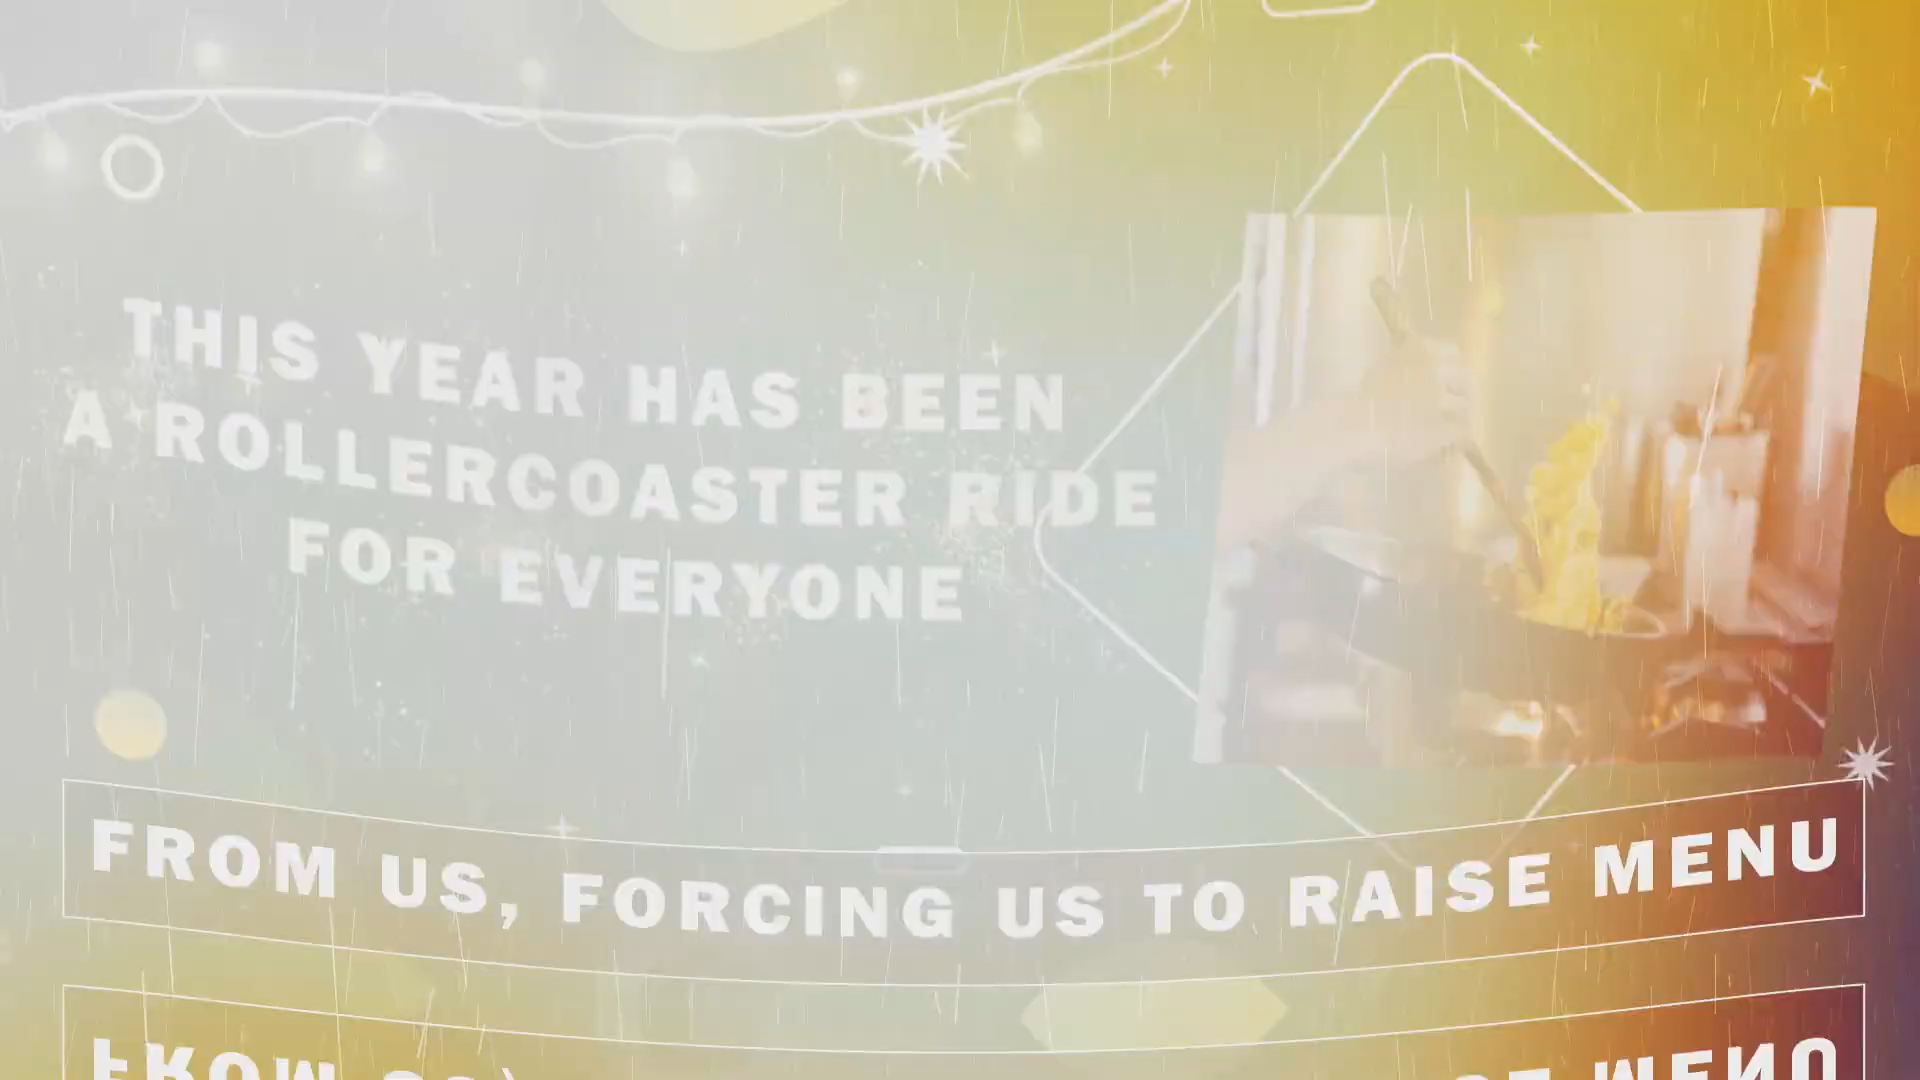 THIS YEAR HAS BEEN
A ROLLERCOASTER RIDE
FOR EVERYONE
FROM US, FORCING US TO RAISE MENU